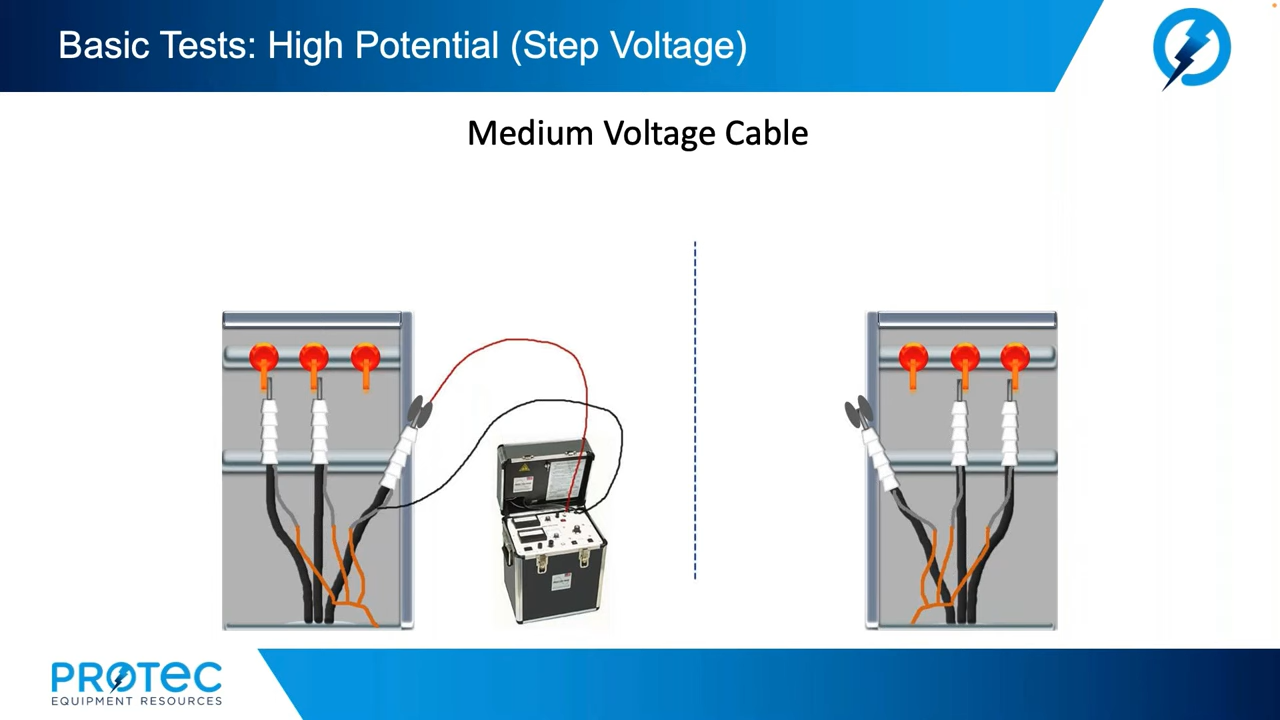 Basic Tests: High Potential (Step Voltage)
Medium Voltage Cable
PROTEC
EQUIPMENT RESOURCES